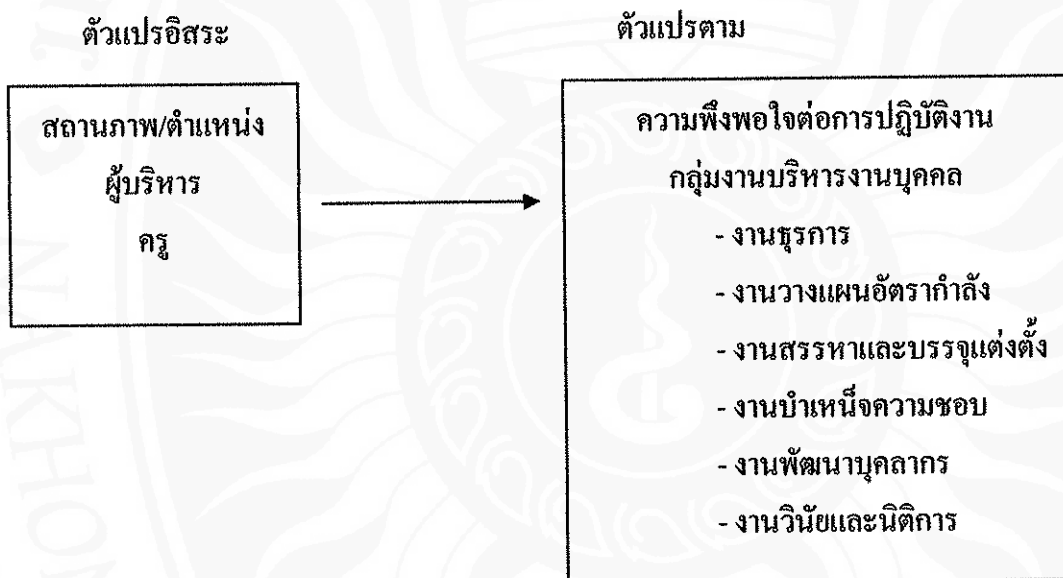 ตัวแปรอิสระ
ตัวแปรตาม
สถานภาพ/ตำแหน่ง
ผู้บริหาร
ครู
ความพึงพอใจต่อการปฏิบัติงาน
กลุ่มงานบริหารงานบุคคล
- งานธุรการ
- งานวางแผนอัตรากำลัง
- งานสรรหาและบรรจุแต่งตั้ง
- งานบำเหน็จความชอบ
- งานพัฒนาบุคลากร
- งานวินัยและนิติการ